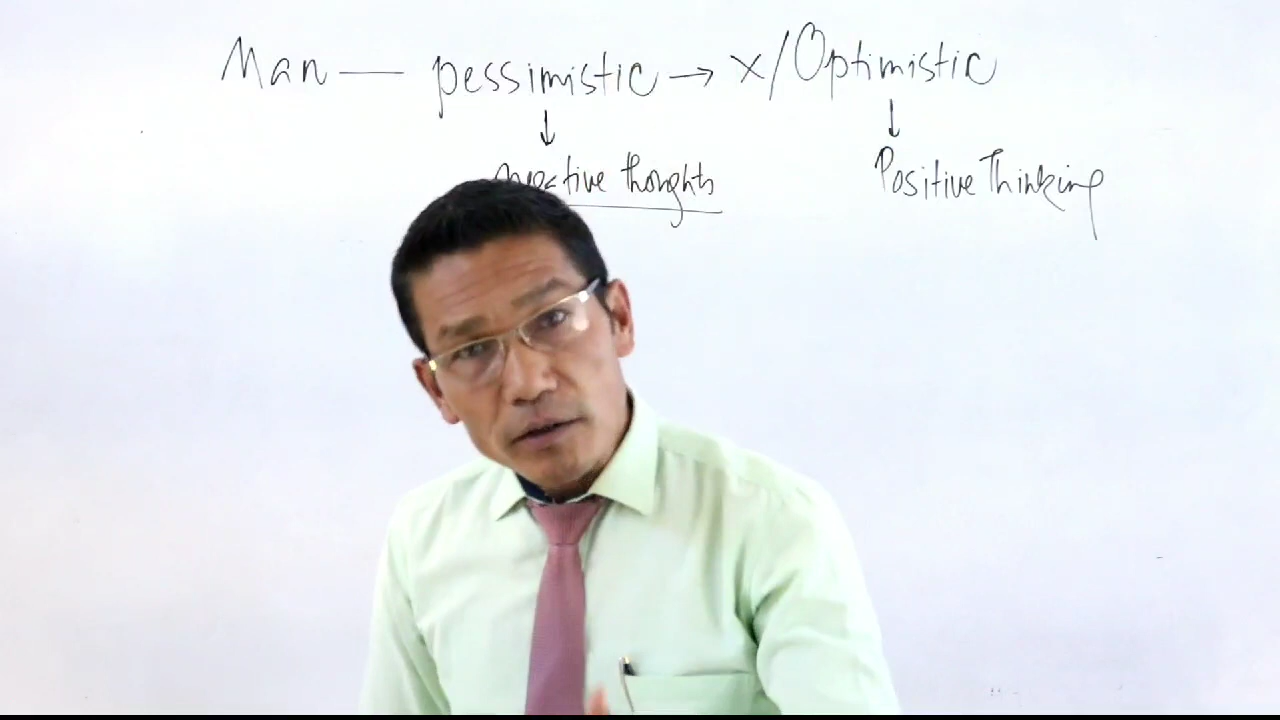 Man — pessimistic → x/Optimistic
↓ ↓
thoughts Positive Thinking